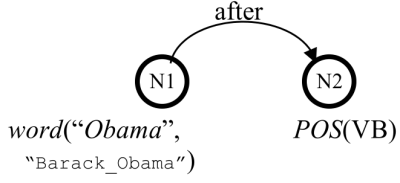 after
N1 N2
word(“Obama”, POS(VB)
“Barack_Obama”)